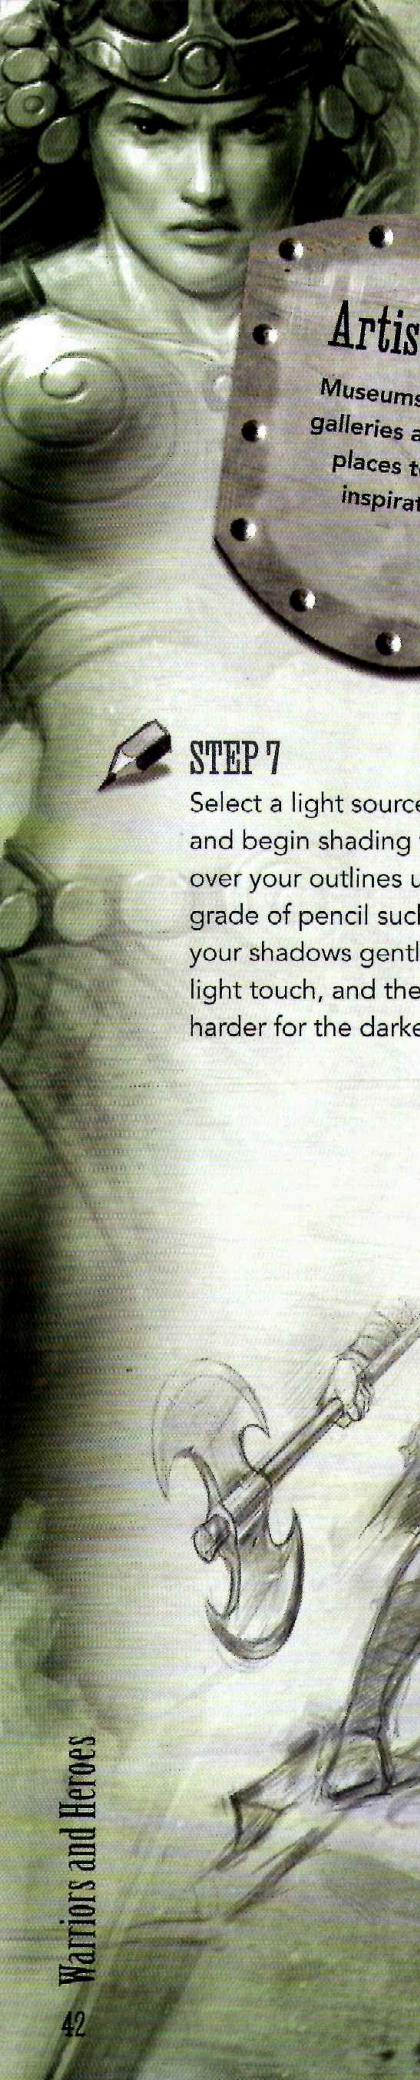 Artis
Museums
galleries a
places t
inspirat
STEP 7
Select a light source
and begin shading
over your outlines u
grade of pencil such
your shadows gentl
light touch, and the
harder for the darke
Warriors and Heroes
42